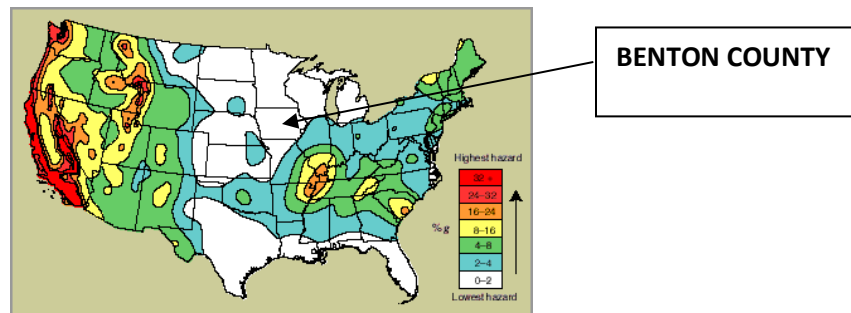 BENTON COUNTY
Highest hazard
32 +
24–32
16–24
% g
8–16
4–8
2–4
0–2
Lowest hazard